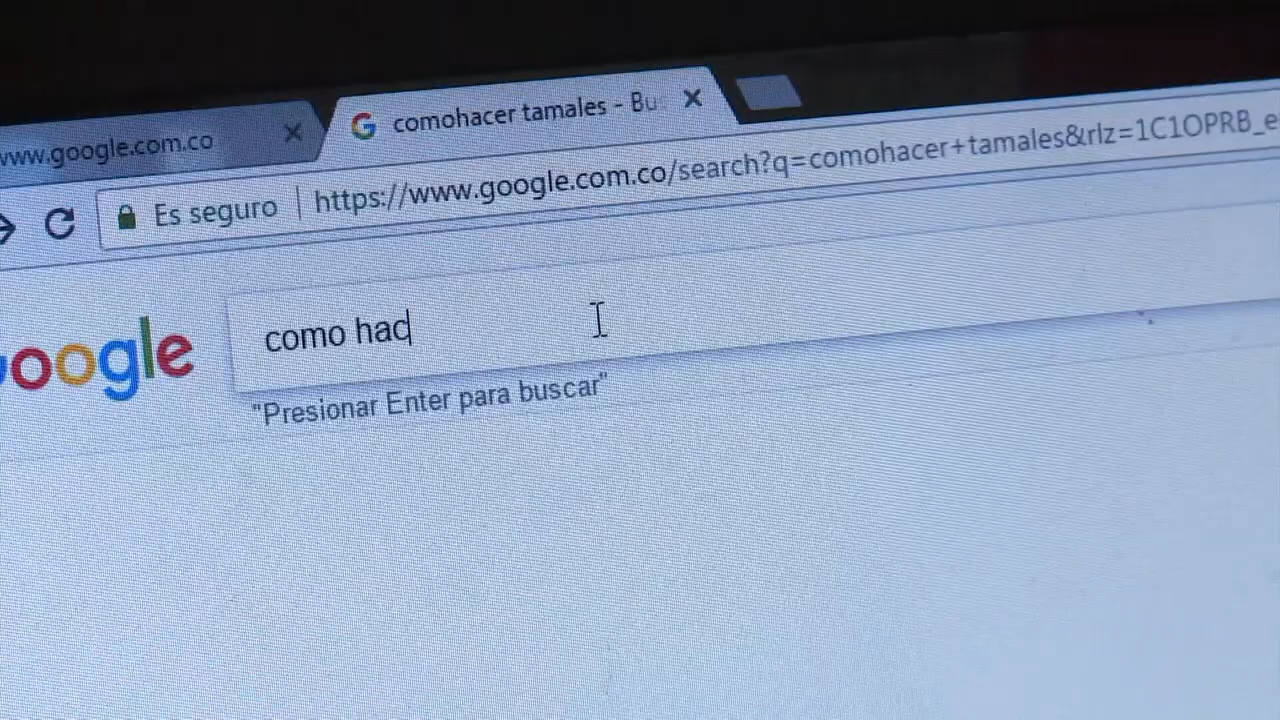 www.google.com.co
comohacer tamales - Bus
Es seguro
https://www.google.com.co/search?q=comohacer+tamales&rlz=1C1OPRB_e
oogle
como hac
"Presionar Enter para buscar"